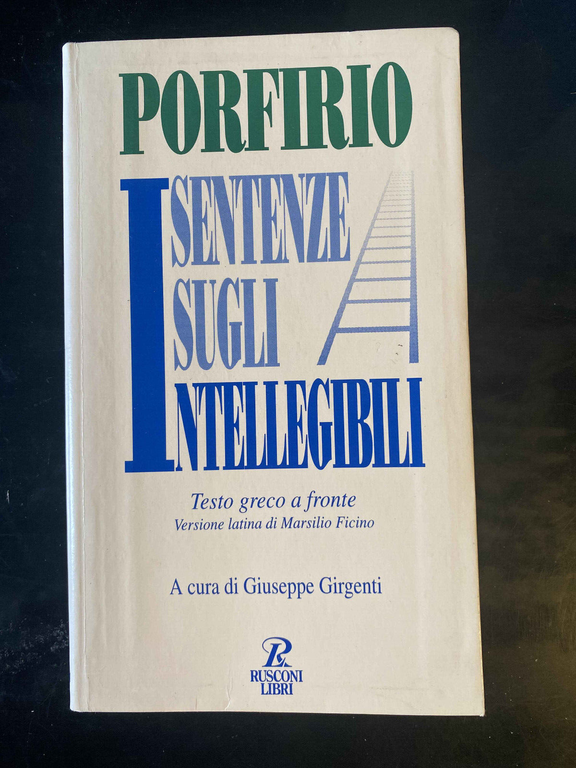 PORFIRIO
SENTENZE
SUGLI
INTELLEGIBILI
Testo greco a fronte
Versione latina di Marsilio Ficino
A cura di Giuseppe Girgenti
R
RUSCONI
LIBRI